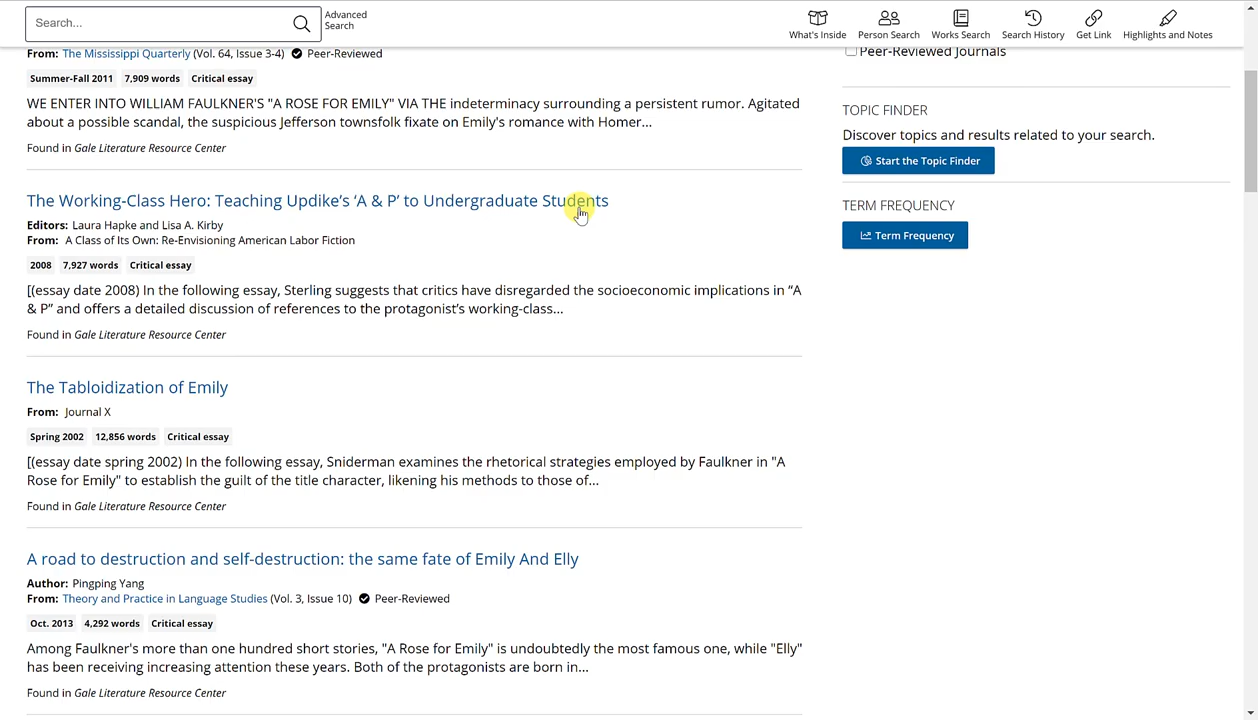 Search...
Advanced
Search
What's Inside
Person Search
Works Search
Search History
Get Link
Highlights and Notes
From: The Mississippi Quarterly (Vol. 64, Issue 3-4) Peer-Reviewed
Summer-Fall 2011 7,909 words Critical essay
WE ENTER INTO WILLIAM FAULKNER'S "A ROSE FOR EMILY" VIA THE indeterminacy surrounding a persistent rumor. Agitated
about a possible scandal, the suspicious Jefferson townsfolk fixate on Emily's romance with Homer...
Found in Gale Literature Resource Center
The Working-Class Hero: Teaching Updike's 'A & P' to Undergraduate Students
Editors: Laura Hapke and Lisa A. Kirby
From: A Class of Its Own: Re-Envisioning American Labor Fiction
2008 7,927 words Critical essay
[(essay date 2008) In the following essay, Sterling suggests that critics have disregarded the socioeconomic implications in “A
& P” and offers a detailed discussion of references to the protagonist’s working-class...
Found in Gale Literature Resource Center
The Tabloidization of Emily
From: Journal X
Spring 2002 12,856 words Critical essay
[(essay date spring 2002) In the following essay, Sniderman examines the rhetorical strategies employed by Faulkner in "A
Rose for Emily" to establish the guilt of the title character, likening his methods to those of...
Found in Gale Literature Resource Center
A road to destruction and self-destruction: the same fate of Emily And Elly
Author: Pingping Yang
From: Theory and Practice in Language Studies (Vol. 3, Issue 10) Peer-Reviewed
Oct. 2013 4,292 words Critical essay
Among Faulkner's more than one hundred short stories, "A Rose for Emily" is undoubtedly the most famous one, while "Elly"
has been receiving increasing attention these years. Both of the protagonists are born in...
Found in Gale Literature Resource Center
Peer-Reviewed Journals
TOPIC FINDER
Discover topics and results related to your search.
Start the Topic Finder
TERM FREQUENCY
Term Frequency